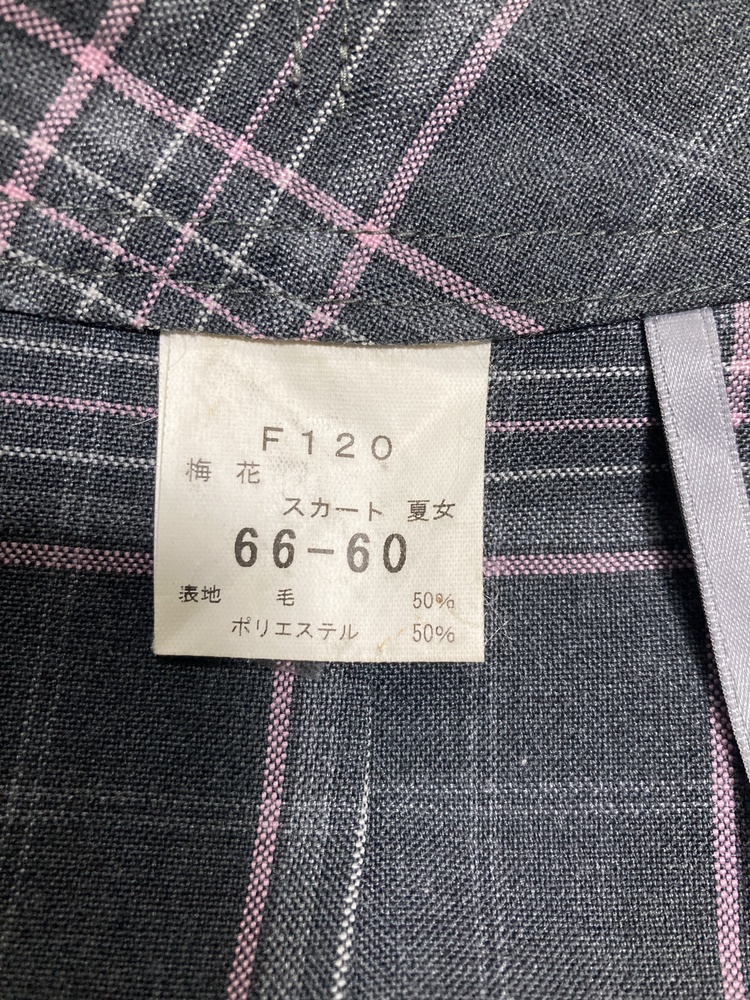 F120
梅花
スカート 夏女
66-60
表地 毛 50%
ポリエステル 50%